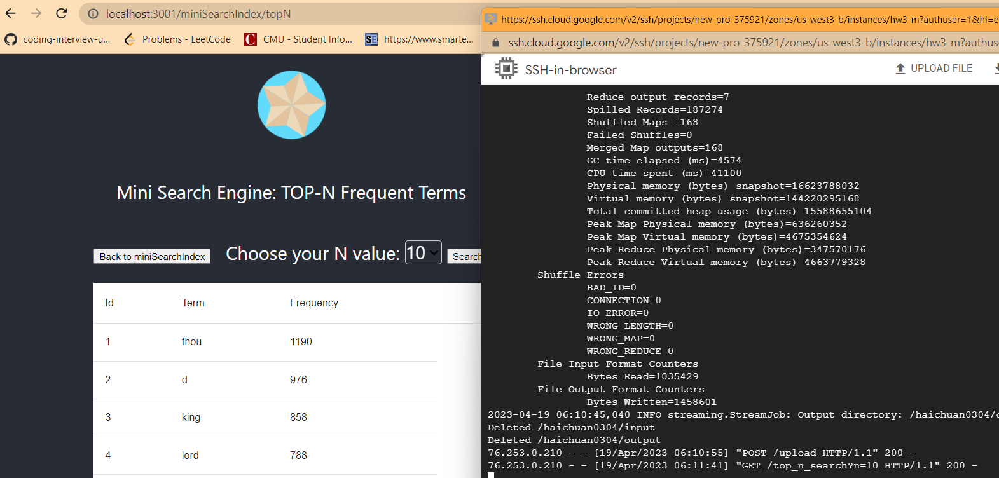 localhost:3001/miniSearchIndex/topN
coding-interview-u... Problems - LeetCode CMU - Student Info... https://www.smarte...
Mini Search Engine: TOP-N Frequent Terms
Back to miniSearchIndex Choose your N value: 10 Search
Id Term Frequency
1 thou 1190
2 d 976
3 king 858
4 lord 788
https://ssh.cloud.google.com/v2/ssh/projects/new-pro-375921/zones/us-west3-b/instances/hw3-m?authuser=1&hl=e
ssh.cloud.google.com/v2/ssh/projects/new-pro-375921/zones/us-west3-b/instances/hw3-m?authus
SSH-in-browser UPLOAD FILE
Reduce output records=7
Spilled Records=187274
Shuffled Maps =168
Failed Shuffles=0
Merged Map outputs=168
GC time elapsed (ms)=4574
CPU time spent (ms)=41100
Physical memory (bytes) snapshot=16623788032
Virtual memory (bytes) snapshot=144220295168
Total committed heap usage (bytes)=15588655104
Peak Map Physical memory (bytes)=636260352
Peak Map Virtual memory (bytes)=4675354624
Peak Reduce Physical memory (bytes)=347570176
Peak Reduce Virtual memory (bytes)=4663779328
Shuffle Errors
BAD_ID=0
CONNECTION=0
IO_ERROR=0
WRONG_LENGTH=0
WRONG_MAP=0
WRONG_REDUCE=0
File Input Format Counters
Bytes Read=1035429
File Output Format Counters
Bytes Written=1458601
2023-04-19 06:10:45,040 INFO streaming.StreamJob: Output directory: /haichuan0304/
Deleted /haichuan0304/input
Deleted /haichuan0304/output
76.253.0.210 - - [19/Apr/2023 06:10:55] "POST /upload HTTP/1.1" 200 -
76.253.0.210 - - [19/Apr/2023 06:11:41] "GET /top_n_search?n=10 HTTP/1.1" 200 -